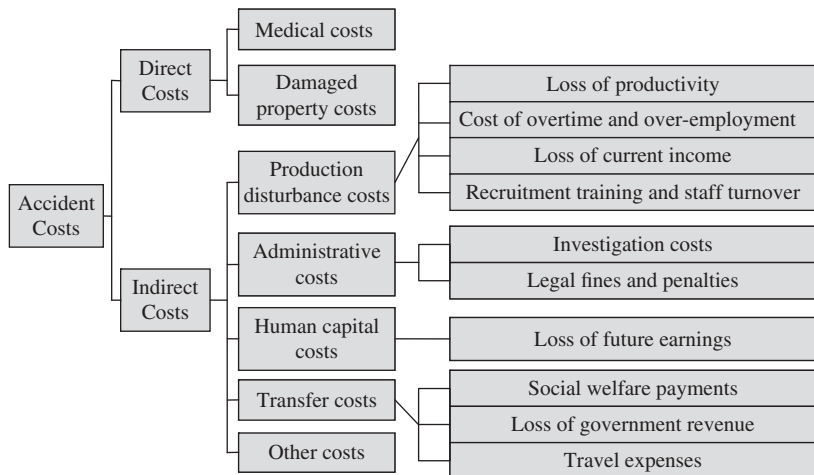 Accident
Costs
Direct
Costs
Medical costs
Damaged
property costs
Indirect
Costs
Production
disturbance costs
Loss of productivity
Cost of overtime and over-employment
Loss of current income
Recruitment training and staff turnover
Administrative
costs
Investigation costs
Legal fines and penalties
Human capital
costs
Loss of future earnings
Transfer costs
Social welfare payments
Loss of government revenue
Travel expenses
Other costs